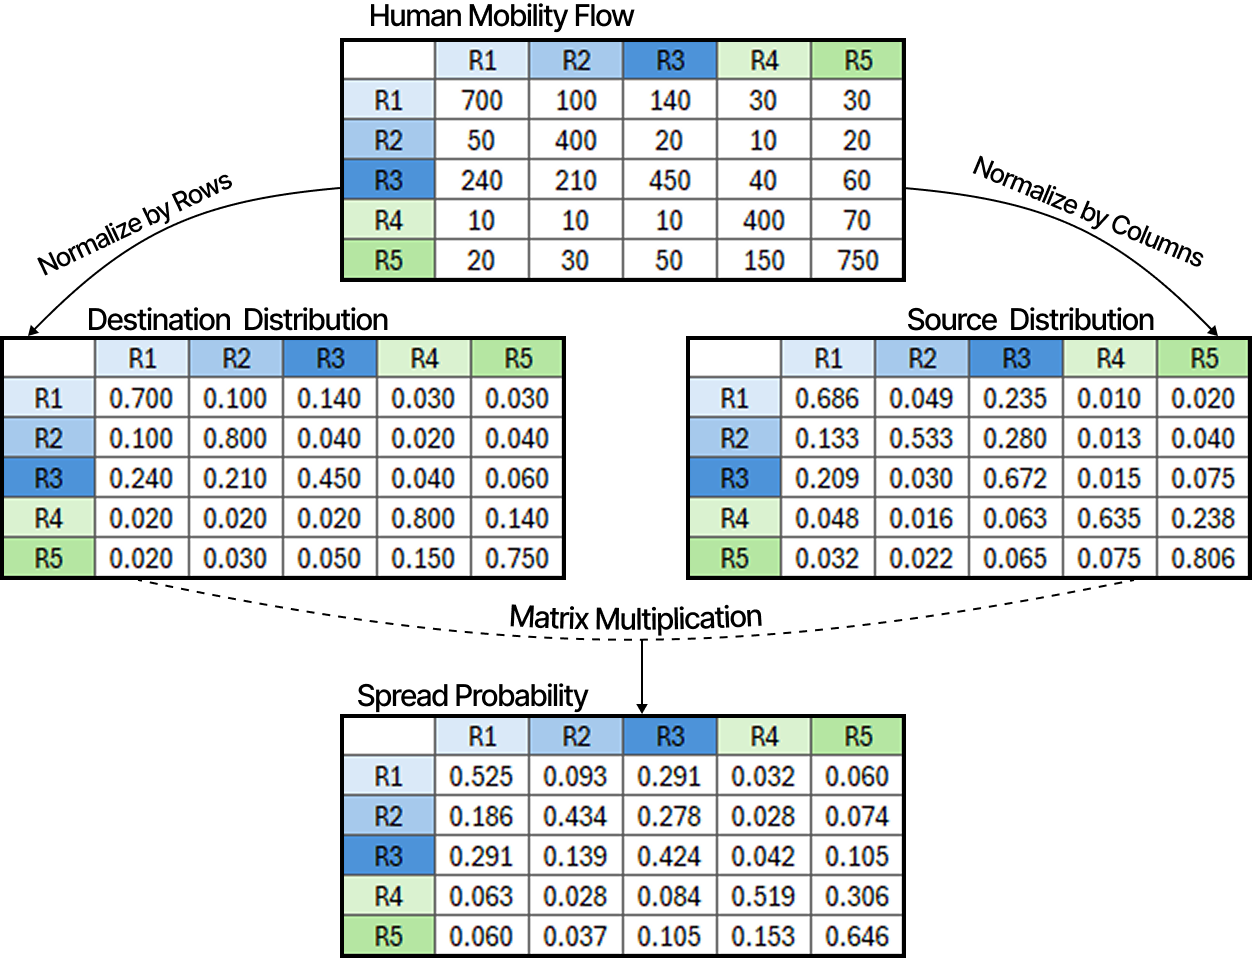 Human Mobility Flow
R1 R2 R3 R4 R5
R1 700 100 140 30 30
R2 50 400 20 10 20
R3 240 210 450 40 60
R4 10 10 10 400 70
R5 20 30 50 150 750
Normalize by Rows
Normalize by Columns
Destination Distribution
R1 R2 R3 R4 R5
R1 0.700 0.100 0.140 0.030 0.030
R2 0.100 0.800 0.040 0.020 0.040
R3 0.240 0.210 0.450 0.040 0.060
R4 0.020 0.020 0.020 0.800 0.140
R5 0.020 0.030 0.050 0.150 0.750
Source Distribution
R1 R2 R3 R4 R5
R1 0.686 0.049 0.235 0.010 0.020
R2 0.133 0.533 0.280 0.013 0.040
R3 0.209 0.030 0.672 0.015 0.075
R4 0.048 0.016 0.063 0.635 0.238
R5 0.032 0.022 0.065 0.075 0.806
Matrix Multiplication
Spread Probability
R1 R2 R3 R4 R5
R1 0.525 0.093 0.291 0.032 0.060
R2 0.186 0.434 0.278 0.028 0.074
R3 0.291 0.139 0.424 0.042 0.105
R4 0.063 0.028 0.084 0.519 0.306
R5 0.060 0.037 0.105 0.153 0.646